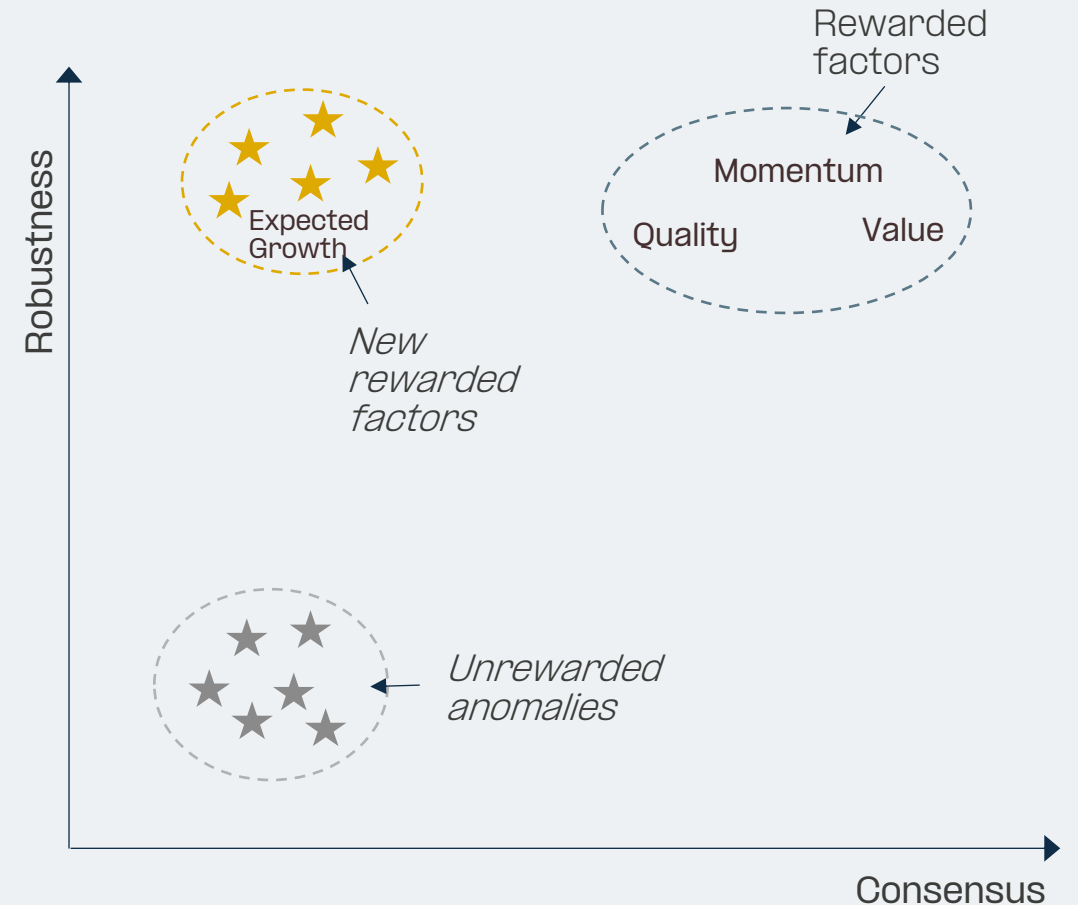 Rewarded
factors
Robustness
Momentum
Quality
Value
Expected
Growth
New
rewarded
factors
Unrewarded
anomalies
Consensus